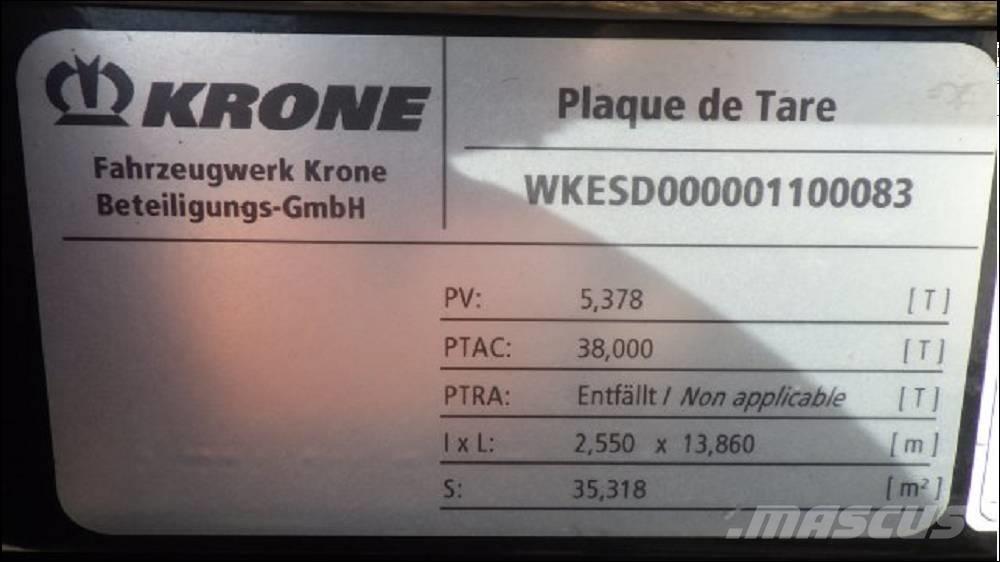 KRONE
Fahrzeugwerk Krone
Beteiligungs-GmbH
Plaque de Tare
WKESD000001100083
PV: 5,378 [ T ]
PTAC: 38,000 [ T ]
PTRA: Entfällt / Non applicable [ T ]
l x L: 2,550 x 13,860 [ m ]
S: 35,318 [ m² ]
MASCUS